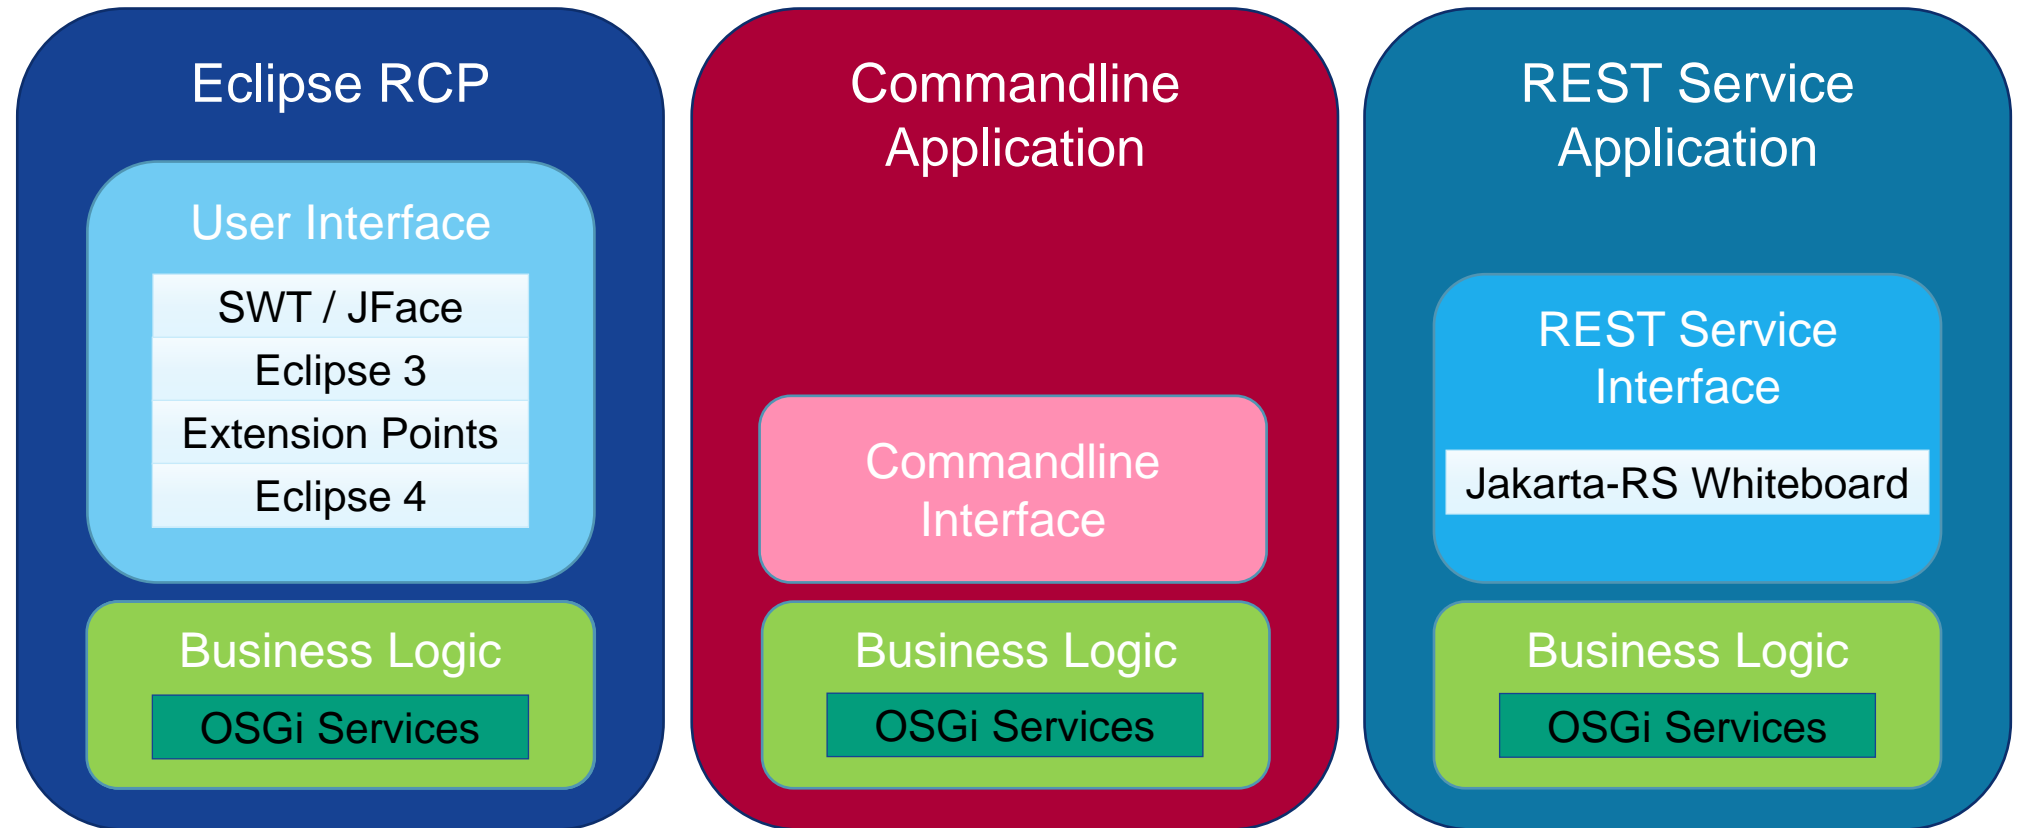 Eclipse RCP
User Interface
SWT / JFace
Eclipse 3
Extension Points
Eclipse 4
Business Logic
OSGi Services
Commandline
Application
Commandline
Interface
Business Logic
OSGi Services
REST Service
Application
REST Service
Interface
Jakarta-RS Whiteboard
Business Logic
OSGi Services